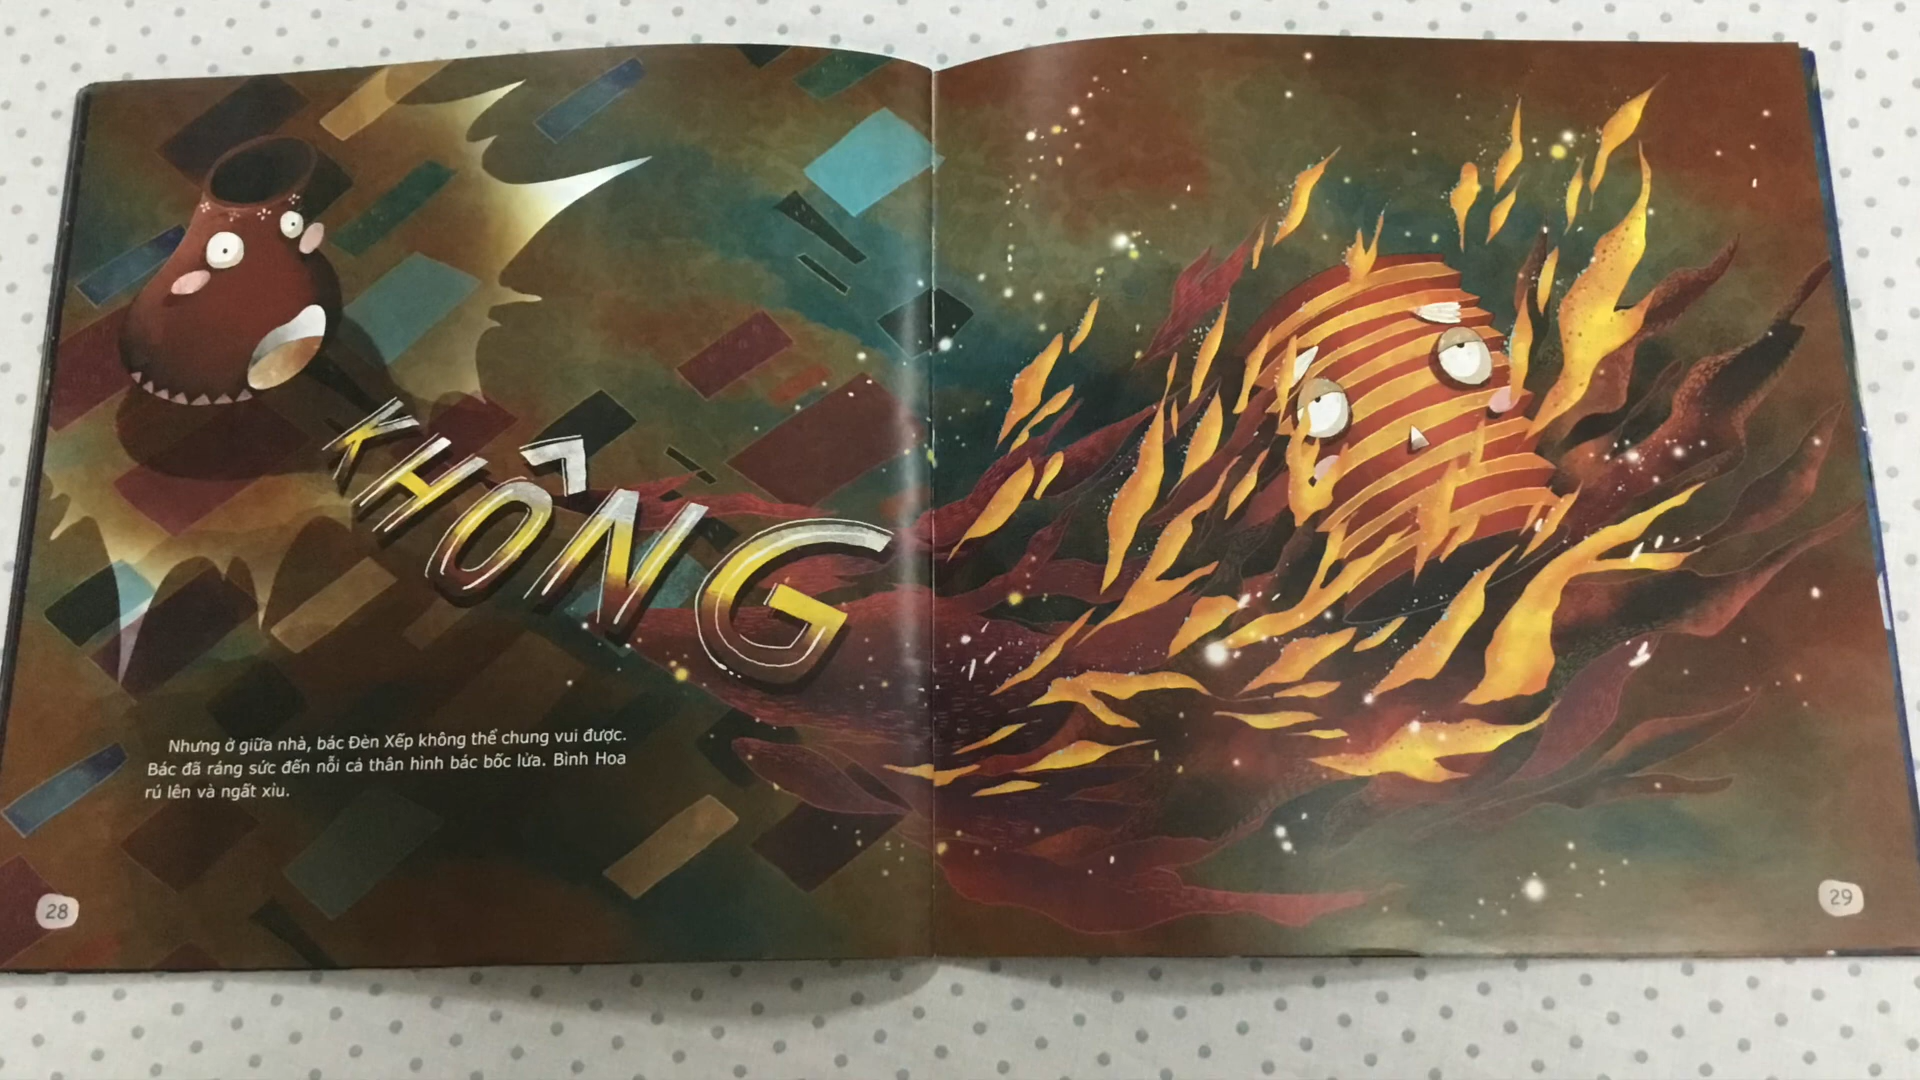 KHÔNG
Nhưng ở giữa nhà, bác Đèn Xếp không thể chung vui được.
Bác đã ráng sức đến nỗi cả thân hình bác bốc lửa. Bình Hoa
rú lên và ngất xỉu.
28
29